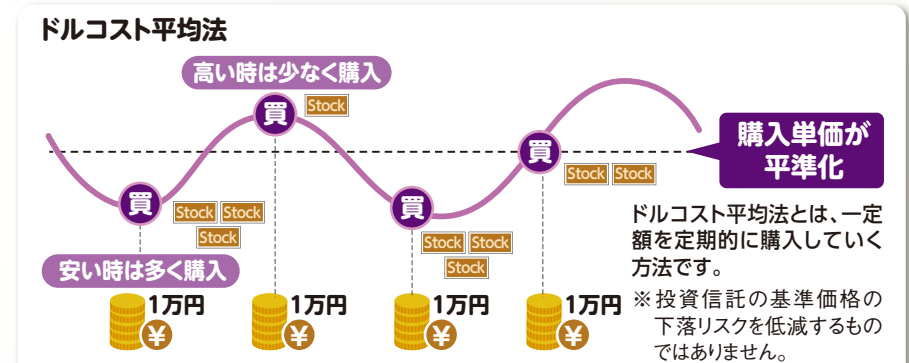 ドルコスト平均法
高い時は少なく購入
買
Stock
買
Stock Stock
Stock
安い時は多く購入
買
Stock Stock
Stock
買
Stock Stock
購入単価が
平準化
1万円
¥
1万円
¥
1万円
¥
1万円
¥
ドルコスト平均法とは、一定
額を定期的に購入していく
方法です。
※投資信託の基準価格の
下落リスクを低減するもの
ではありません。